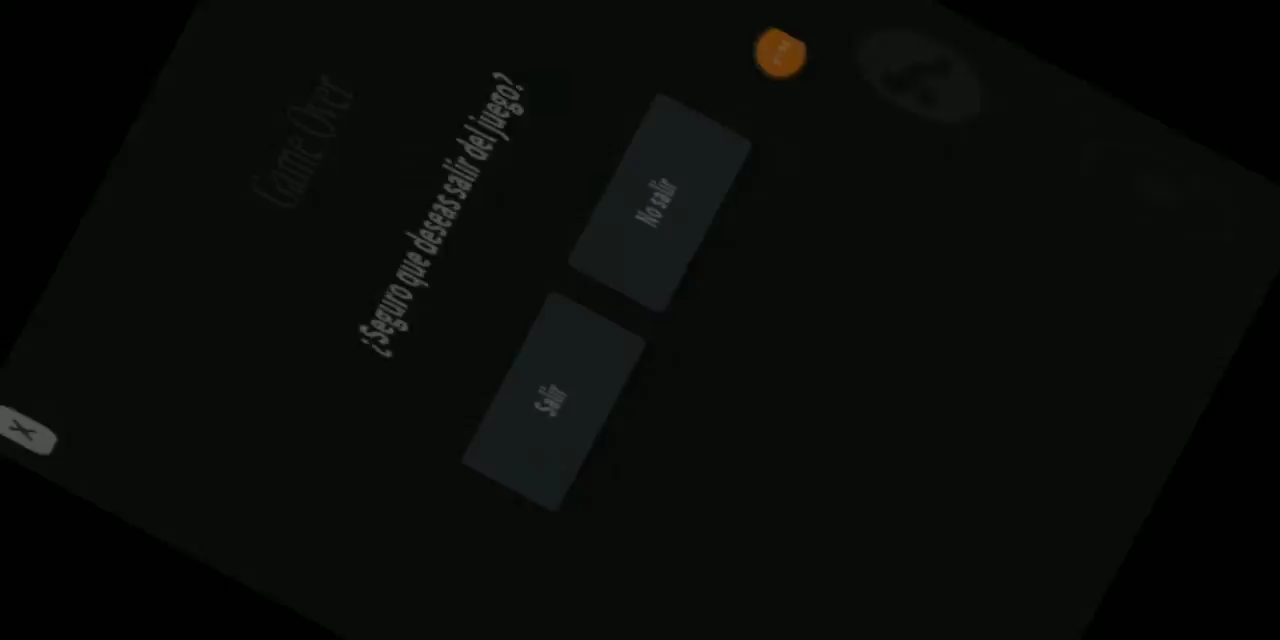 Game Over
¿Seguro que deseas salir del juego?
Salir
No salir
X